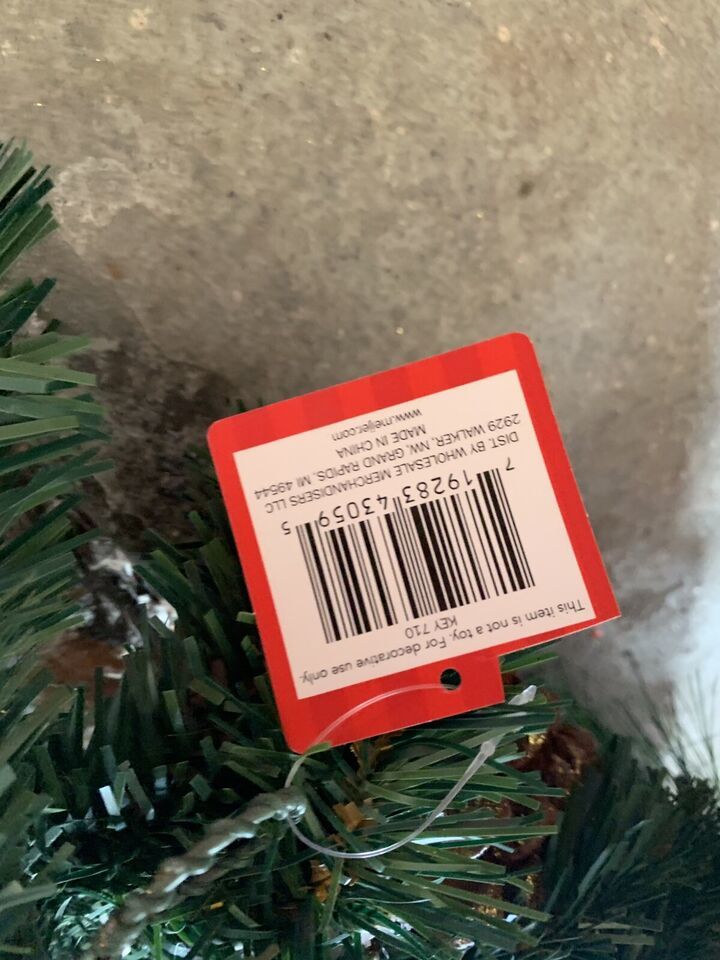 This item is not a toy. For decorative use only.
KEY 710
7 19283 43059 5
DIST. BY WHOLESALE MERCHANDISERS LLC
2929 WALKER, NW, GRAND RAPIDS, MI 49544
MADE IN CHINA
www.meijer.com